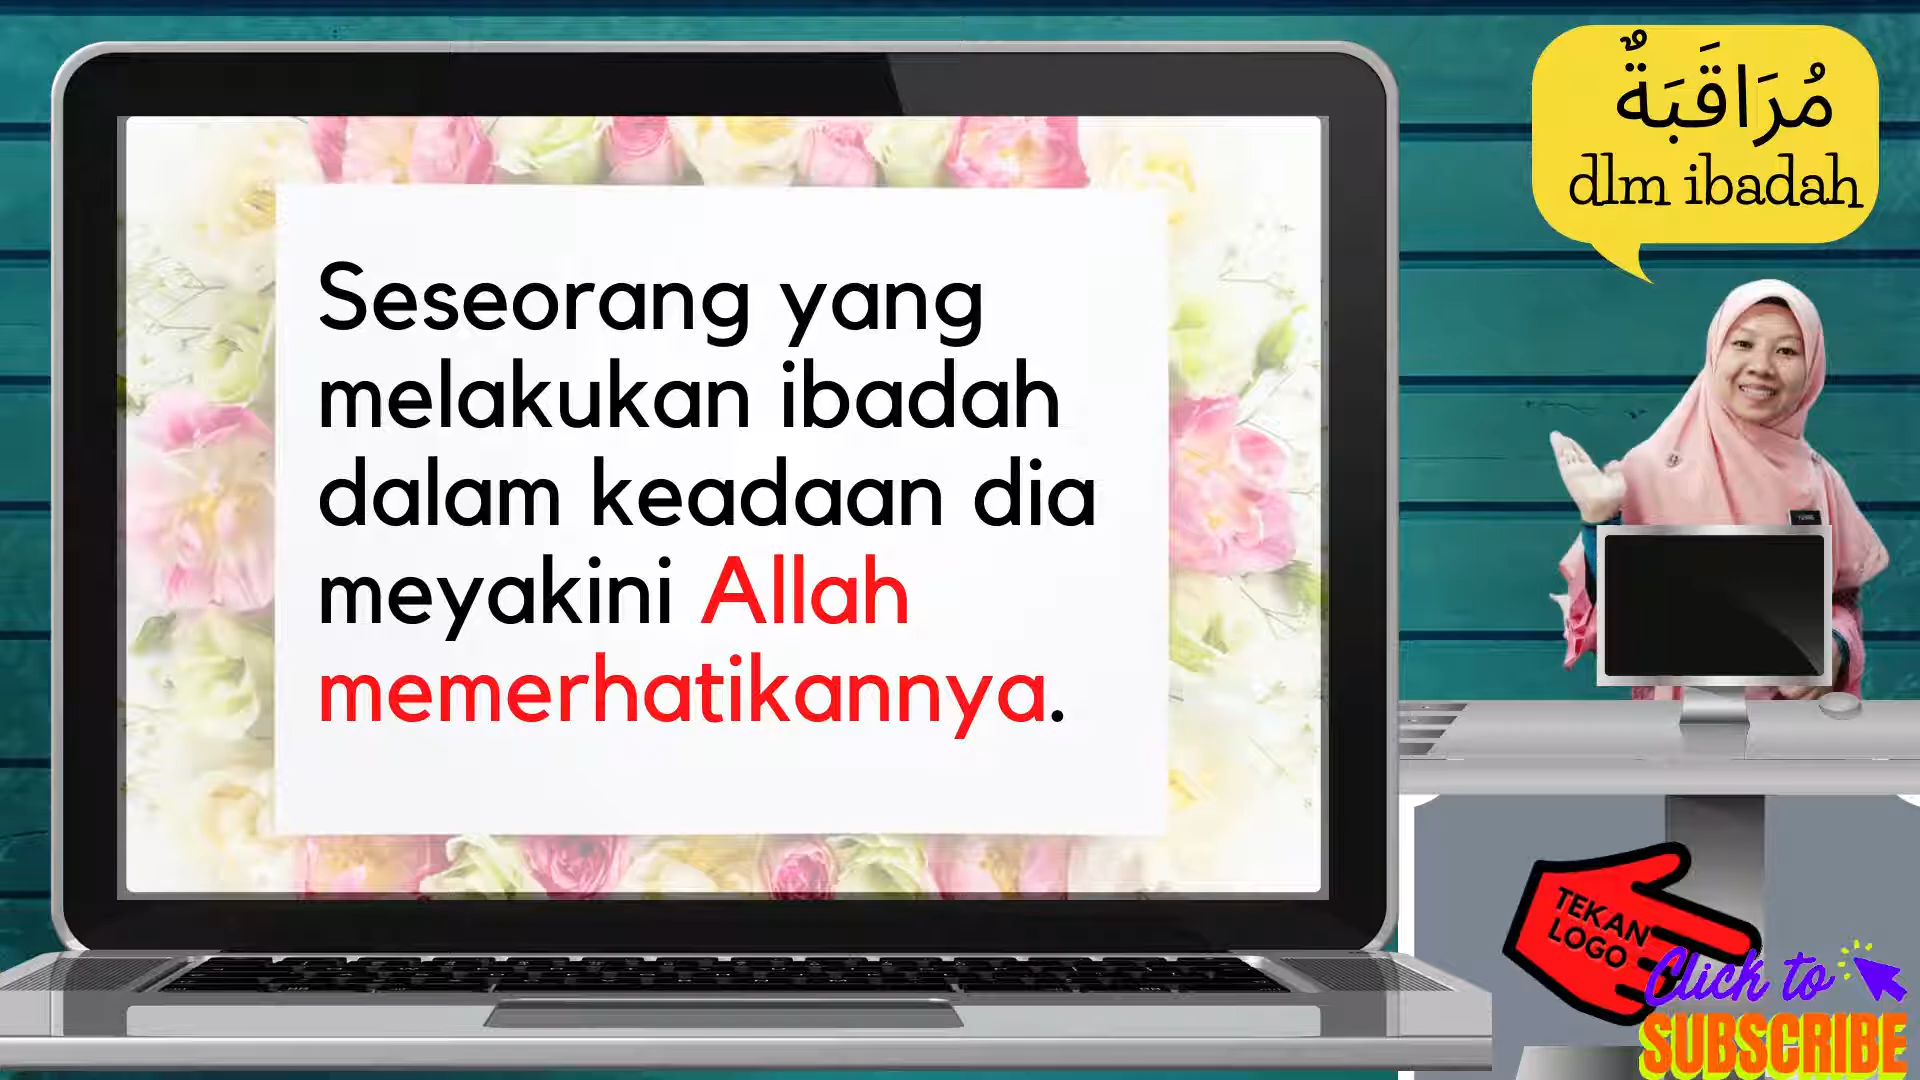 Seseorang yang
melakukan ibadah
dalam keadaan dia
meyakini Allah
memerhatikannya.
مُرَاقَبَةٌ
dlm ibadah
TEKAN
LOGO
Click to
SUBSCRIBE